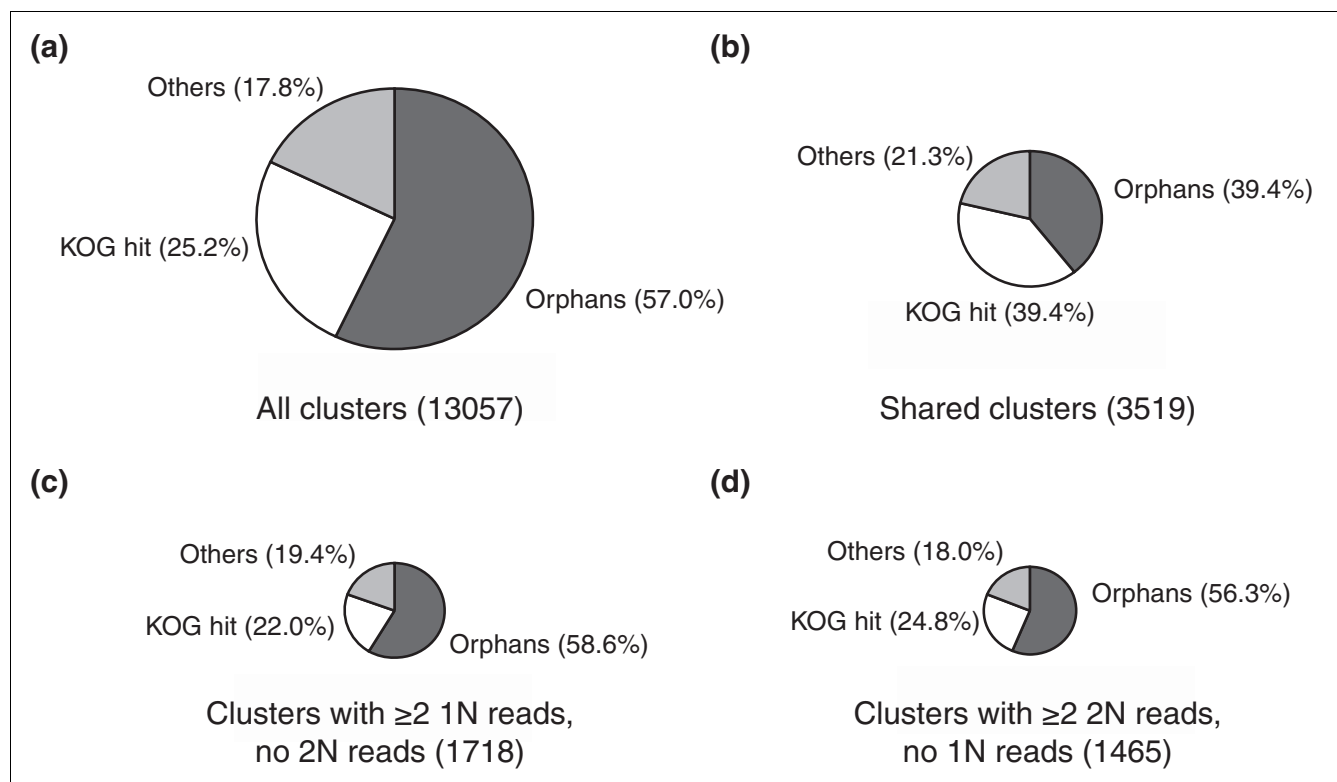 (a)
Others (17.8%)
KOG hit (25.2%)
Orphans (57.0%)
All clusters (13057)
(b)
Others (21.3%)
Orphans (39.4%)
KOG hit (39.4%)
Shared clusters (3519)
(c)
Others (19.4%)
KOG hit (22.0%)
Orphans (58.6%)
Clusters with ≥2 1N reads,
no 2N reads (1718)
(d)
Others (18.0%)
Orphans (56.3%)
KOG hit (24.8%)
Clusters with ≥2 2N reads,
no 1N reads (1465)